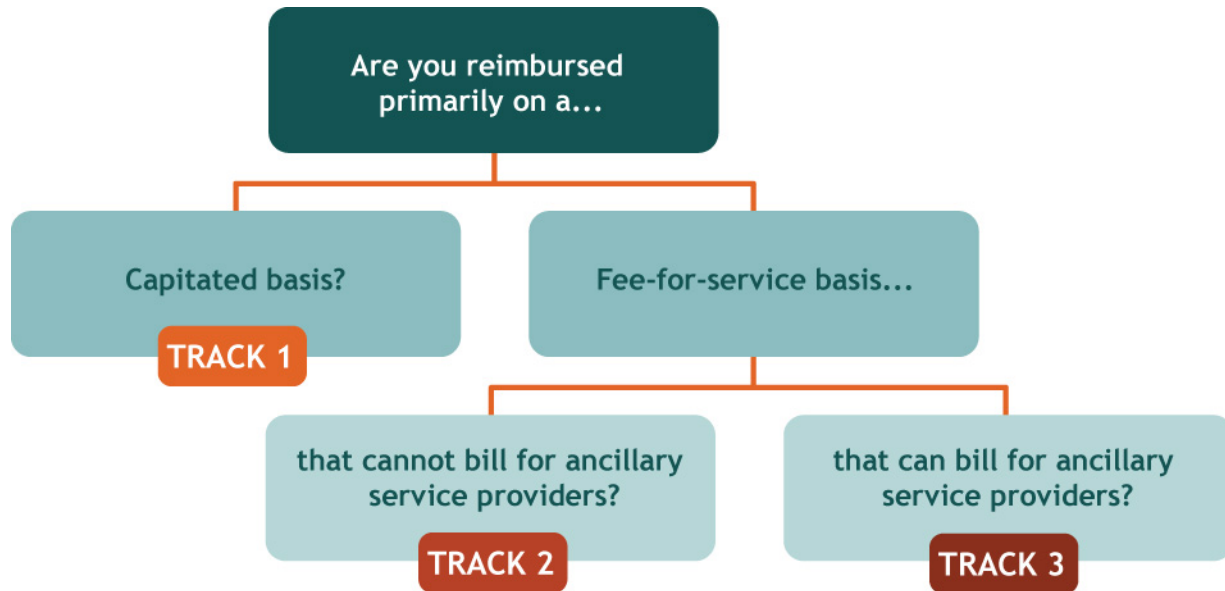 Are you reimbursed
primarily on a...
Capitated basis?
TRACK 1
Fee-for-service basis...
that cannot bill for ancillary
service providers?
TRACK 2
that can bill for ancillary
service providers?
TRACK 3